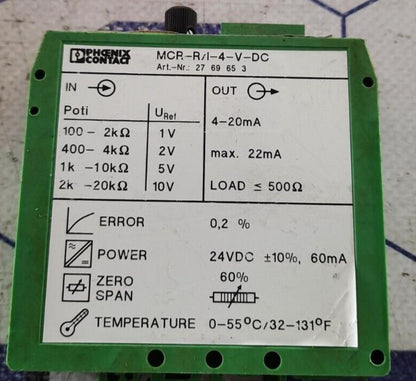 PHŒNIX
CONTACT
MCR-R/I-4-V-DC
Art.-Nr.: 27 69 65 3
IN
Poti URef
100 - 2kΩ 1V
400 - 4kΩ 2V
1k -10kΩ 5V
2k -20kΩ 10V
OUT
4-20mA
max. 22mA
LOAD ≤ 500Ω
ERROR 0,2 %
POWER 24VDC ±10%, 60mA
ZERO
SPAN
60%
TEMPERATURE 0-55°C/32-131°F